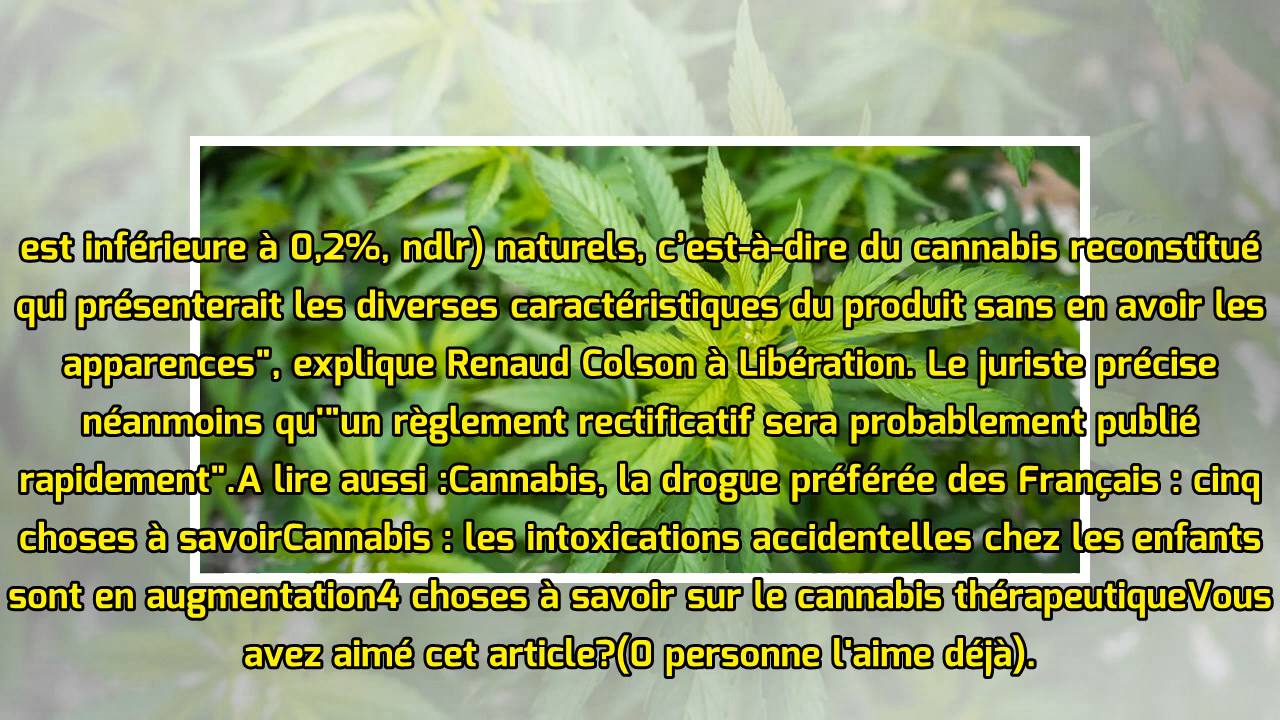 est inférieure à 0,2%, ndlr) naturels, c’est-à-dire du cannabis reconstitué
qui présenterait les diverses caractéristiques du produit sans en avoir les
apparences", explique Renaud Colson à Libération. Le juriste précise
néanmoins qu'"un règlement rectificatif sera probablement publié
rapidement".A lire aussi :Cannabis, la drogue préférée des Français : cinq
choses à savoirCannabis : les intoxications accidentelles chez les enfants
sont en augmentation4 choses à savoir sur le cannabis thérapeutiqueVous
avez aimé cet article?(0 personne l'aime déjà).